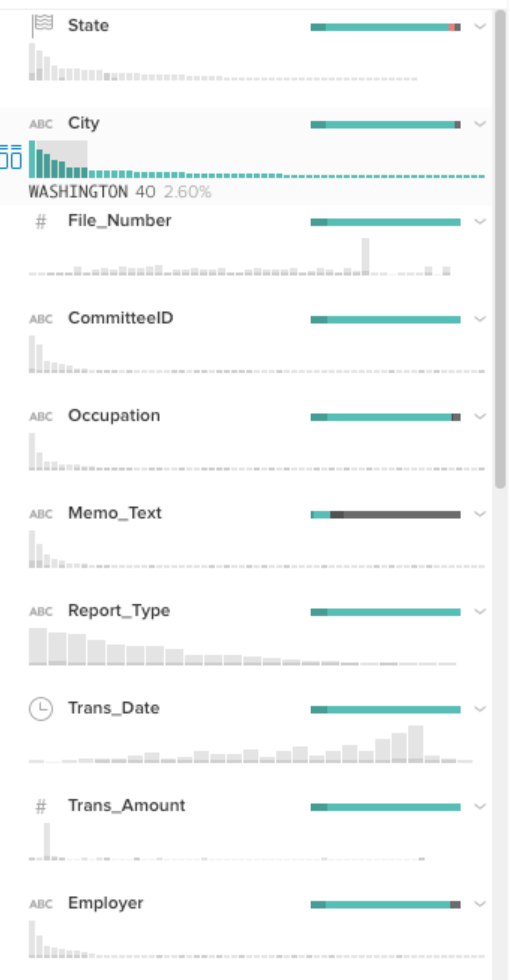 State
ABC City
WASHINGTON 40 2.60%
# File_Number
ABC CommitteeID
ABC Occupation
ABC Memo_Text
ABC Report_Type
Trans_Date
# Trans_Amount
ABC Employer